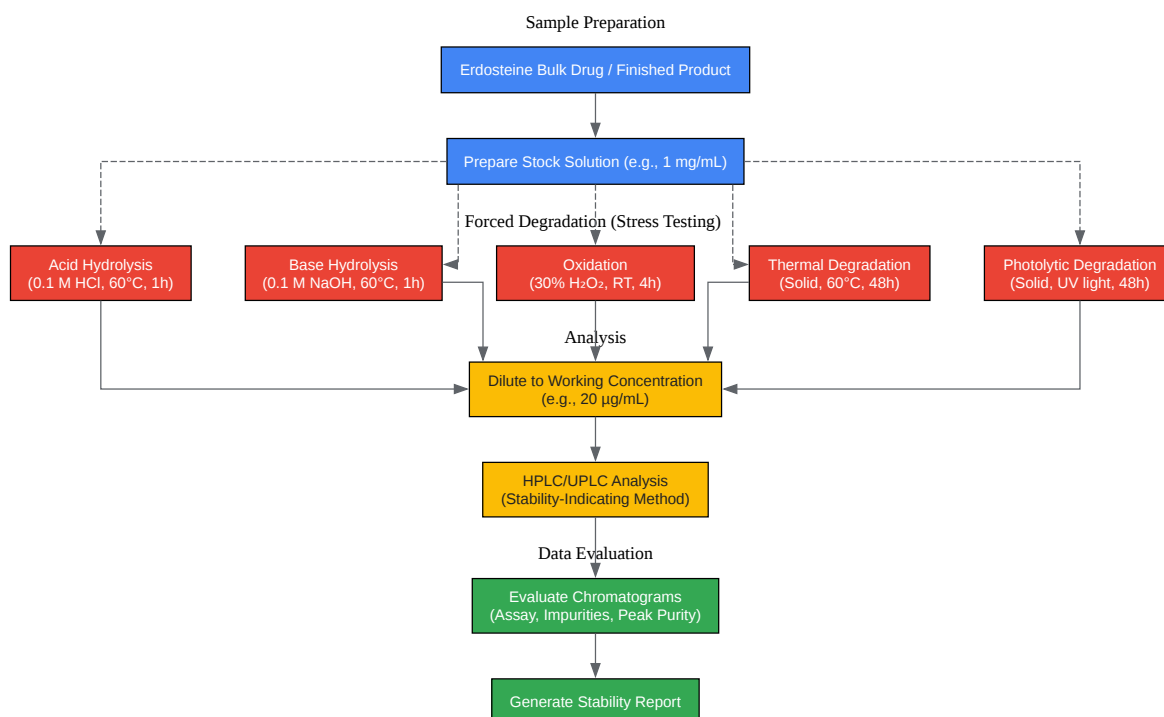 Sample Preparation
Erdosteine Bulk Drug / Finished Product
Prepare Stock Solution (e.g., 1 mg/mL)
Forced Degradation (Stress Testing)
Acid Hydrolysis
(0.1 M HCl, 60°C, 1h)
Base Hydrolysis
(0.1 M NaOH, 60°C, 1h)
Oxidation
(30% H₂O₂, RT, 4h)
Thermal Degradation
(Solid, 60°C, 48h)
Photolytic Degradation
(Solid, UV light, 48h)
Analysis
Dilute to Working Concentration
(e.g., 20 µg/mL)
HPLC/UPLC Analysis
(Stability-Indicating Method)
Data Evaluation
Evaluate Chromatograms
(Assay, Impurities, Peak Purity)
Generate Stability Report